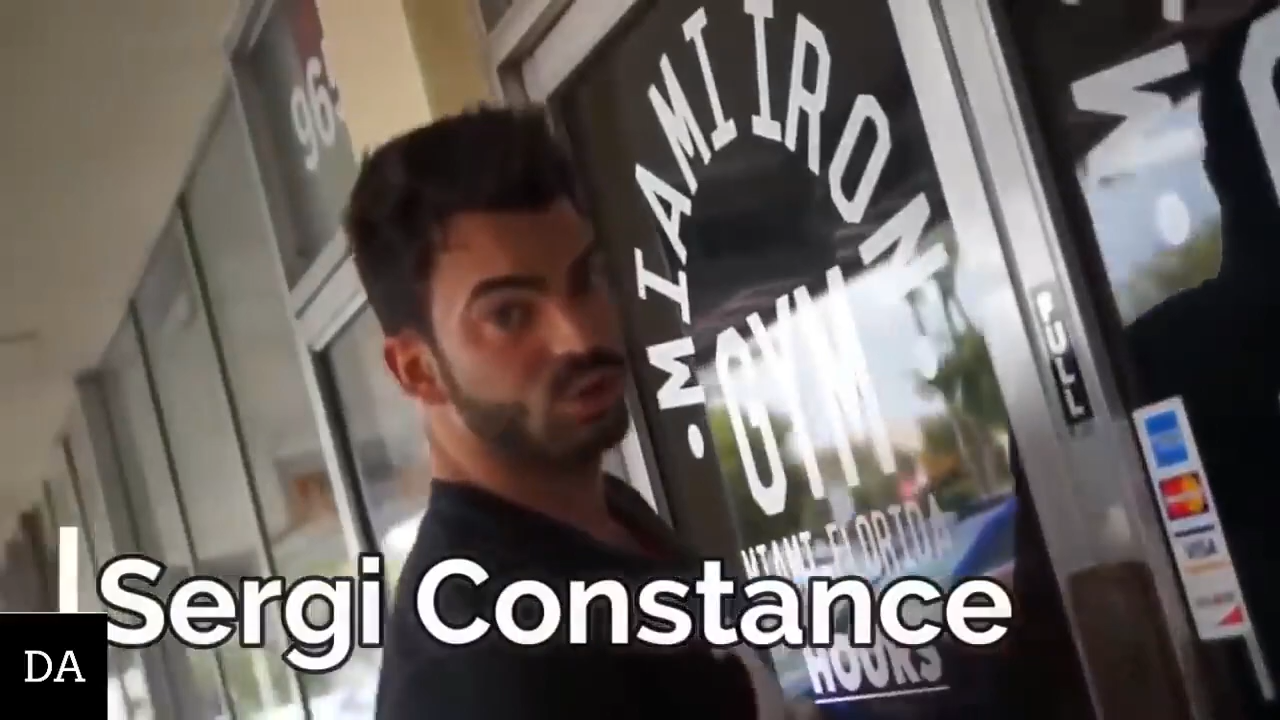 96
MIAMI IRON
GYM
MIAMI FLORIDA
HOURS
PULL
VISA
Sergi Constance
DA